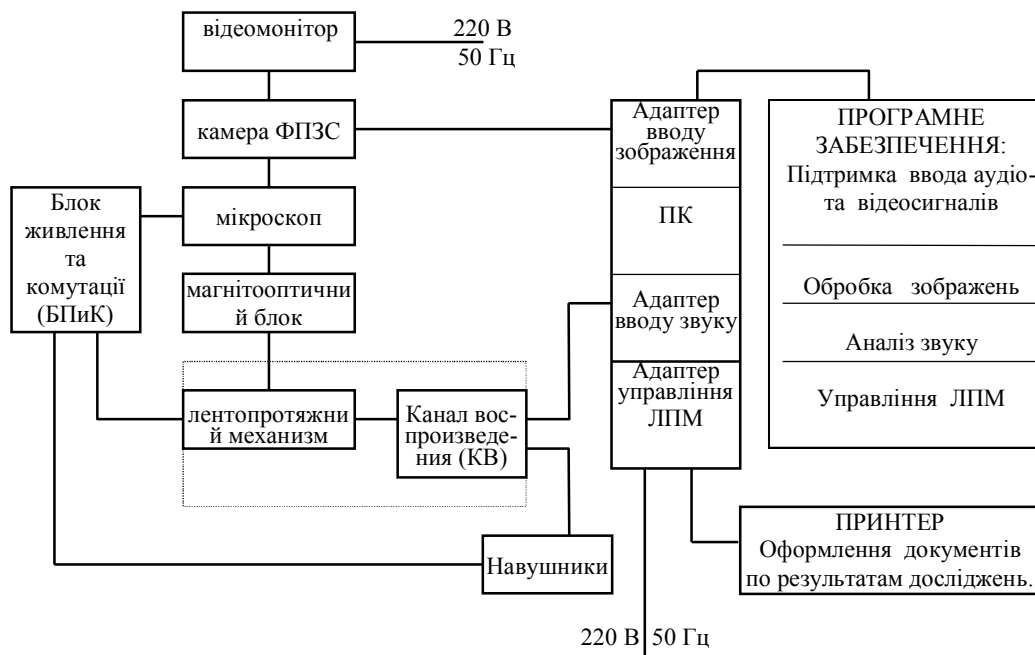 відеомонітор
220 В
50 Гц
камера ФПЗС
мікроскоп
Блок
живлення
та
комутації
(БПиК)
магнітооптични
й блок
лентопротяжни
й механизм
Канал вос-
произведе-
ения (КВ)
Навушники
Адаптер
вводу
зображення
ПК
Адаптер
вводу звуку
Адаптер
управління
ЛПМ
220 В
50 Гц
ПРОГРАМНЕ
ЗАБЕЗПЕЧЕННЯ:
Підтримка ввода аудіо-
та відеосигналів
Обробка зображень
Аналіз звуку
Управління ЛПМ
ПРИНТЕР
Оформлення документів
по результатам досліджень.